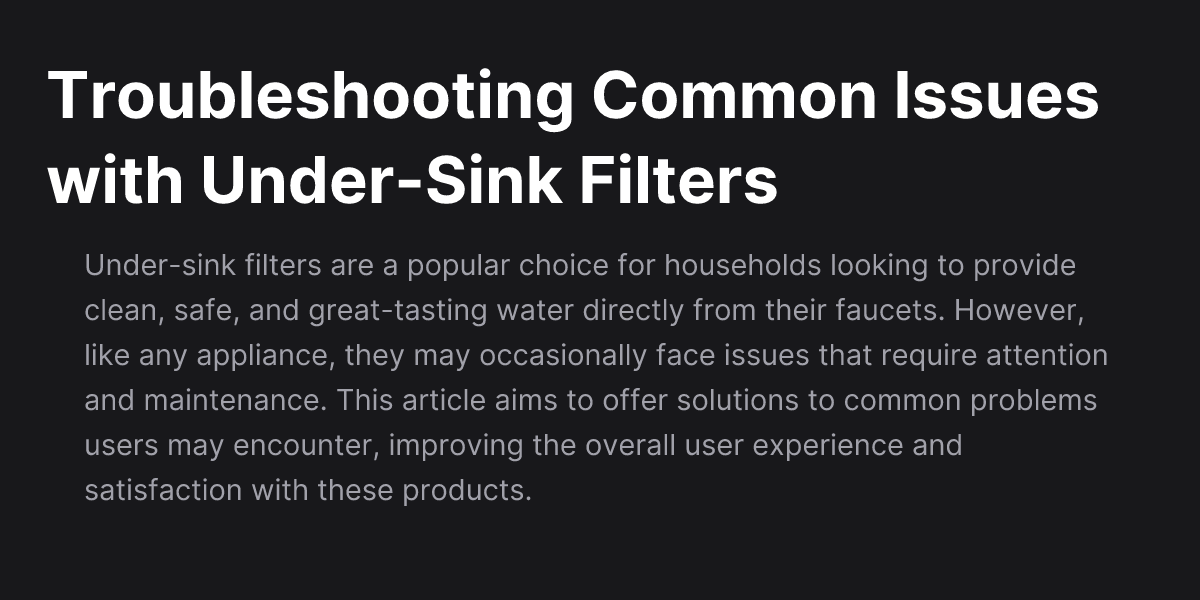 Troubleshooting Common Issues
with Under-Sink Filters
Under-sink filters are a popular choice for households looking to provide
clean, safe, and great-tasting water directly from their faucets. However,
like any appliance, they may occasionally face issues that require attention
and maintenance. This article aims to offer solutions to common problems
users may encounter, improving the overall user experience and
satisfaction with these products.